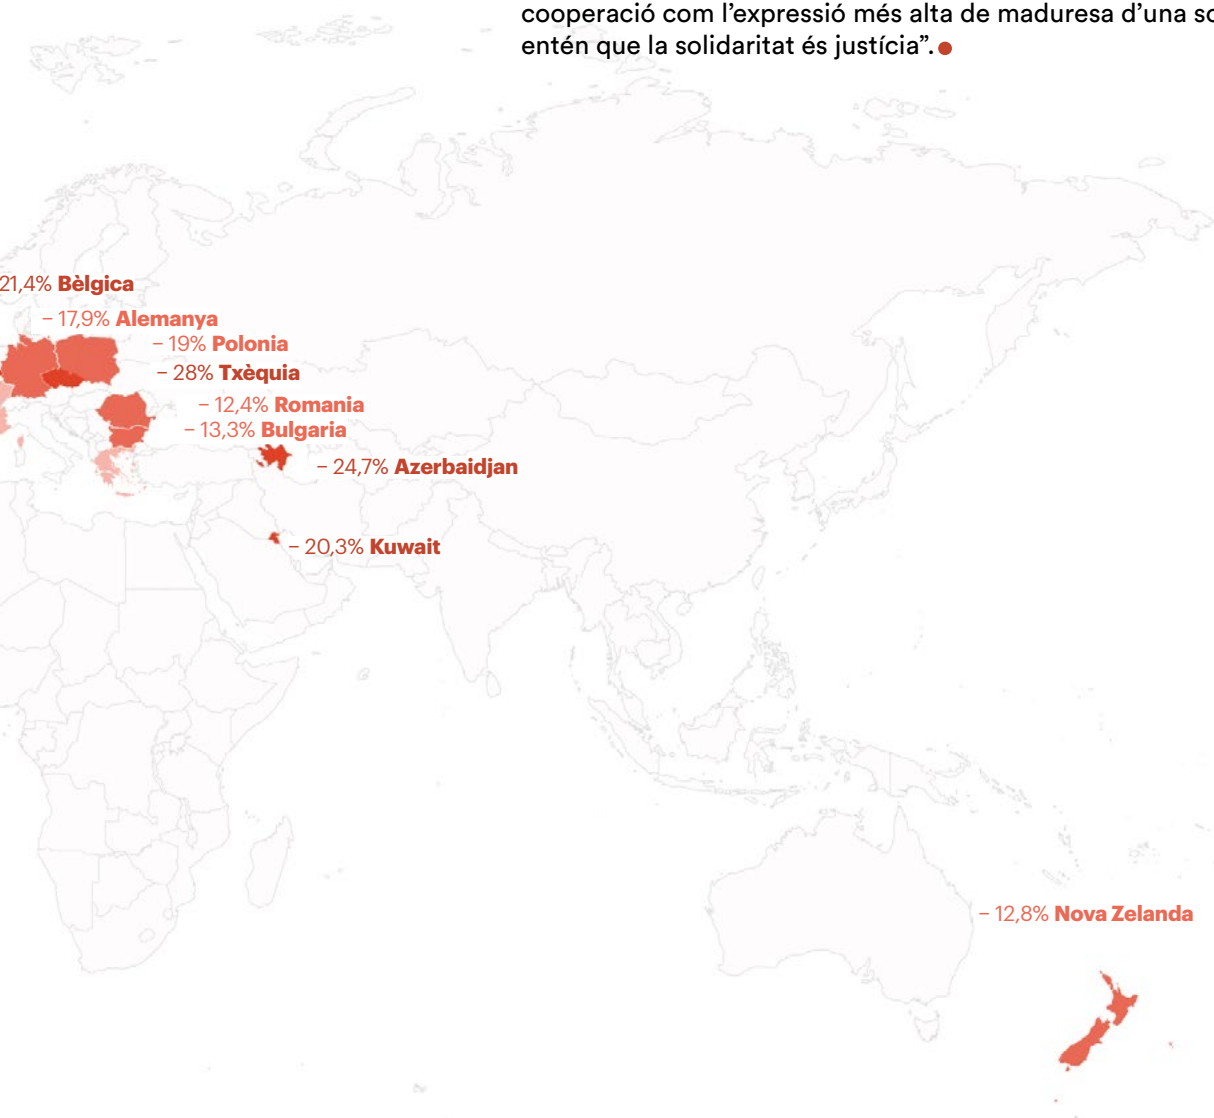 cooperació com l’expressió més alta de maduresa d’una
entén que la solidaritat és justícia”.
21,4% Bèlgica
– 17,9% Alemanya
– 19% Polonia
– 28% Txèquia
– 12,4% Romania
– 13,3% Bulgaria
– 24,7% Azerbaidjan
– 20,3% Kuwait
– 12,8% Nova Zelanda